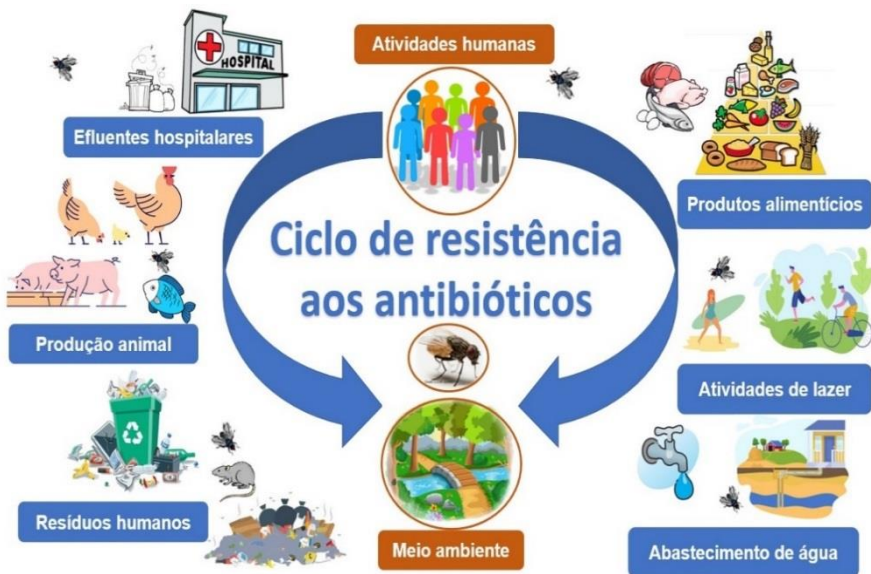 Atividades humanas
HOSPITAL
Efluentes hospitalares
Produtos alimentícios
Ciclo de resistência
aos antibióticos
Produção animal
Atividades de lazer
Resíduos humanos
Meio ambiente
Abastecimento de água